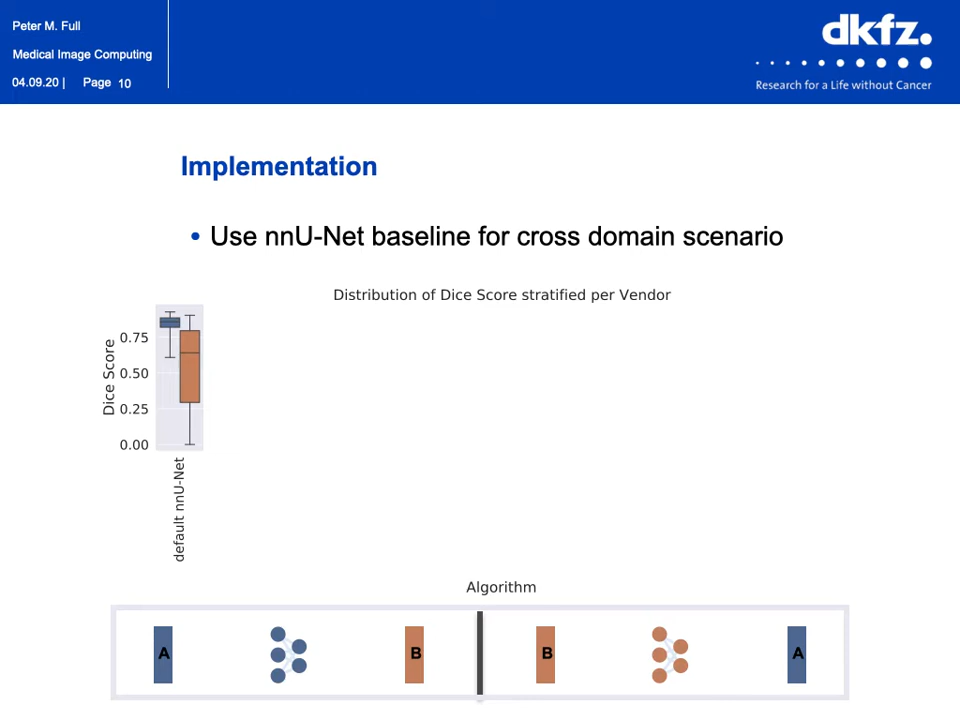 Peter M. Full
Medical Image Computing
04.09.20 | Page 10
dkfz.
Research for a Life without Cancer
Implementation
• Use nnU-Net baseline for cross domain scenario
Distribution of Dice Score stratified per Vendor
Dice Score
0.75
0.50
0.25
0.00
default nnU-Net
Algorithm
A B B A